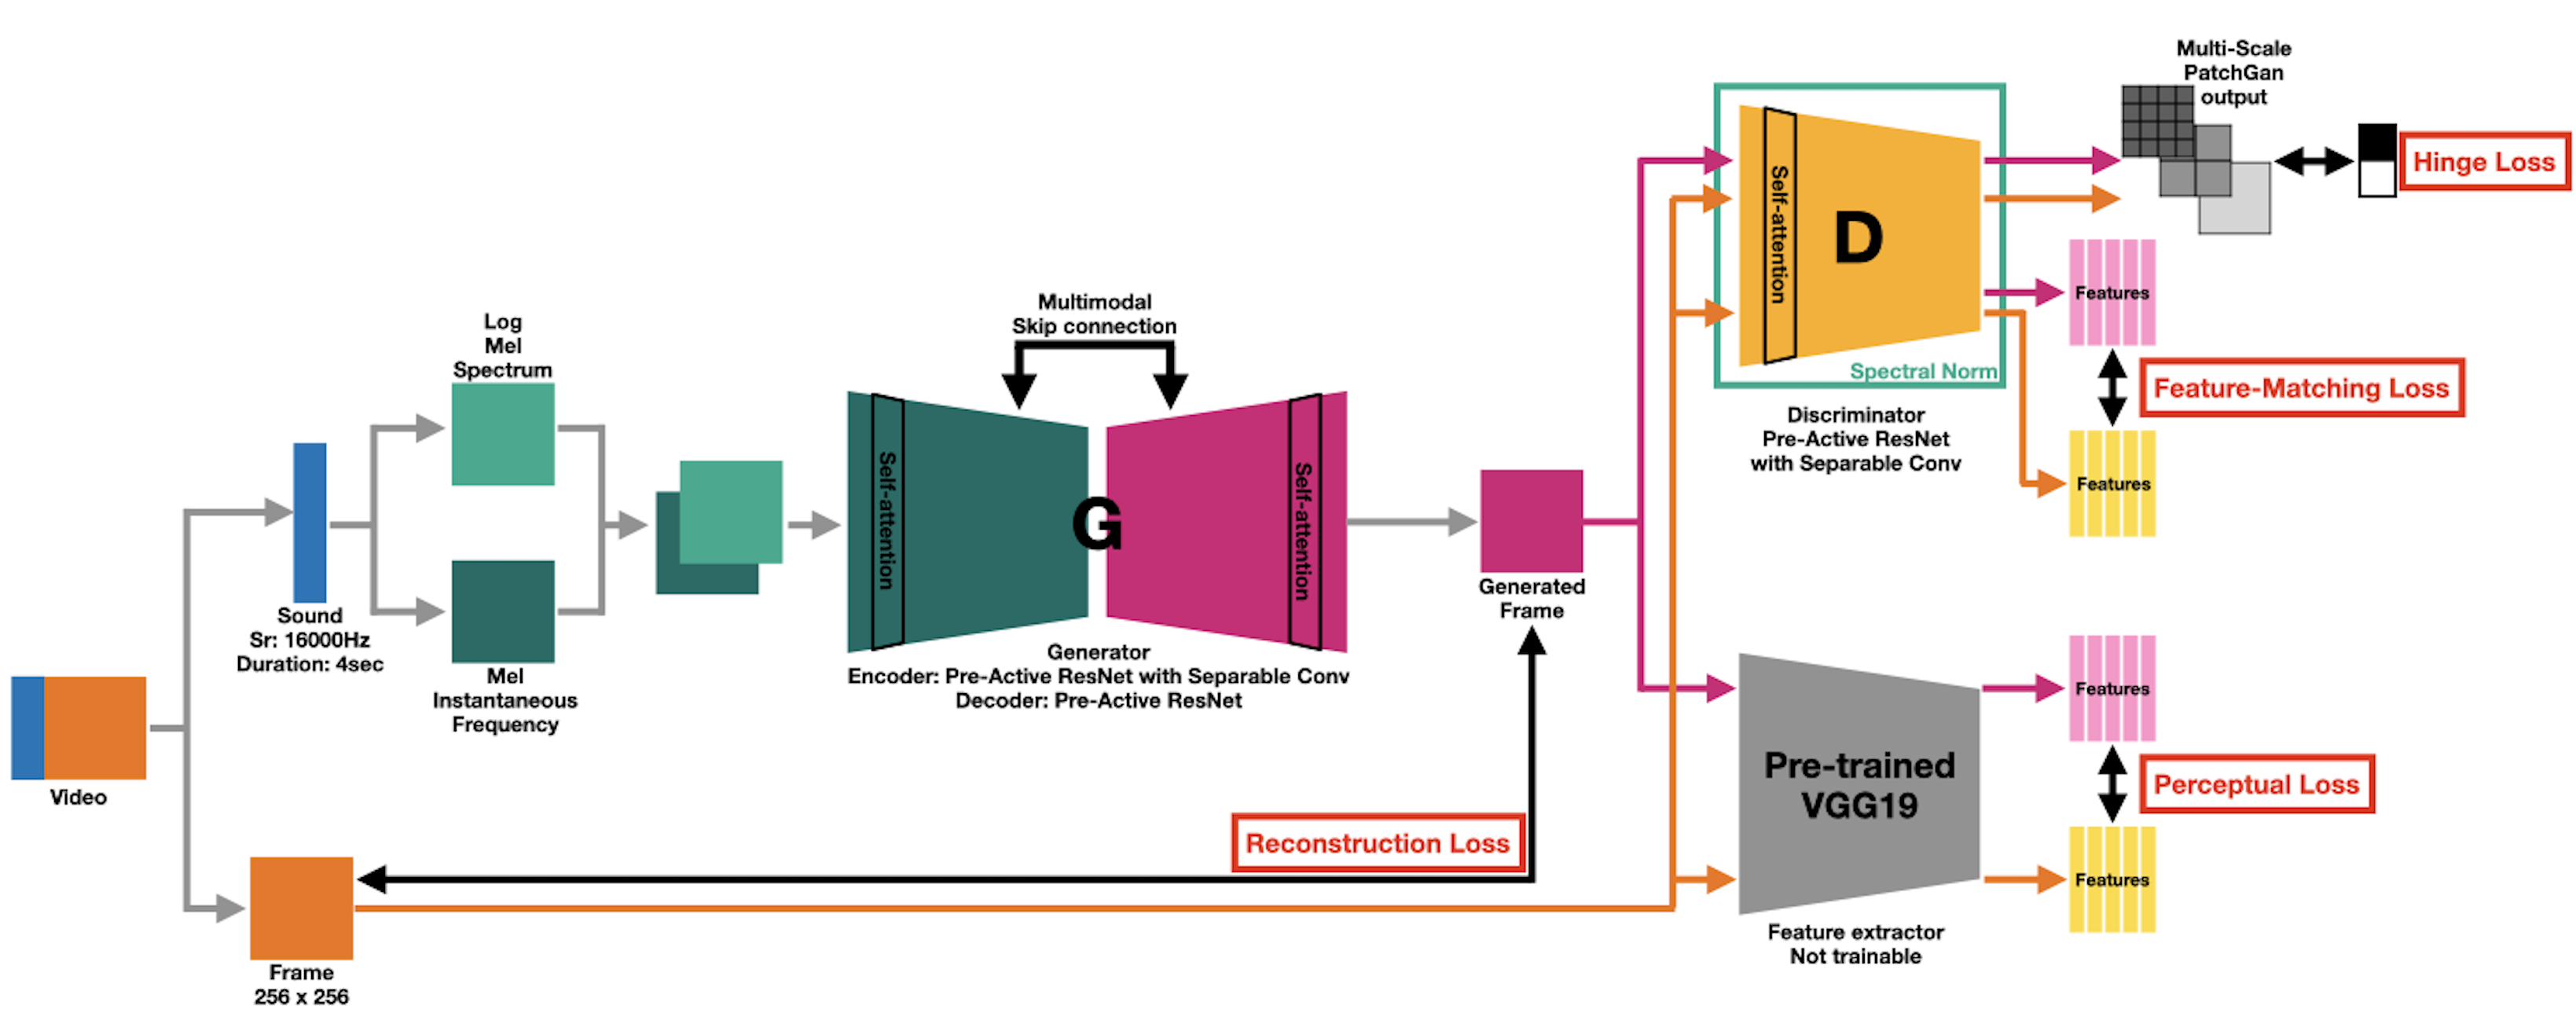 Video
Sound
Sr: 16000Hz
Duration: 4sec
Frame
256 x 256
Log
Mel
Spectrum
Mel
Instantaneous
Frequency
Multimodal
Skip connection
Self-attention
G
Self-attention
Generator
Encoder: Pre-Active ResNet with Separable Conv
Decoder: Pre-Active ResNet
Generated
Frame
Reconstruction Loss
Self-attention
D
Spectral Norm
Discriminator
Pre-Active ResNet
with Separable Conv
Multi-Scale
PatchGan
output
Hinge Loss
Features
Feature-Matching Loss
Features
Pre-trained
VGG19
Feature extractor
Not trainable
Features
Perceptual Loss
Features